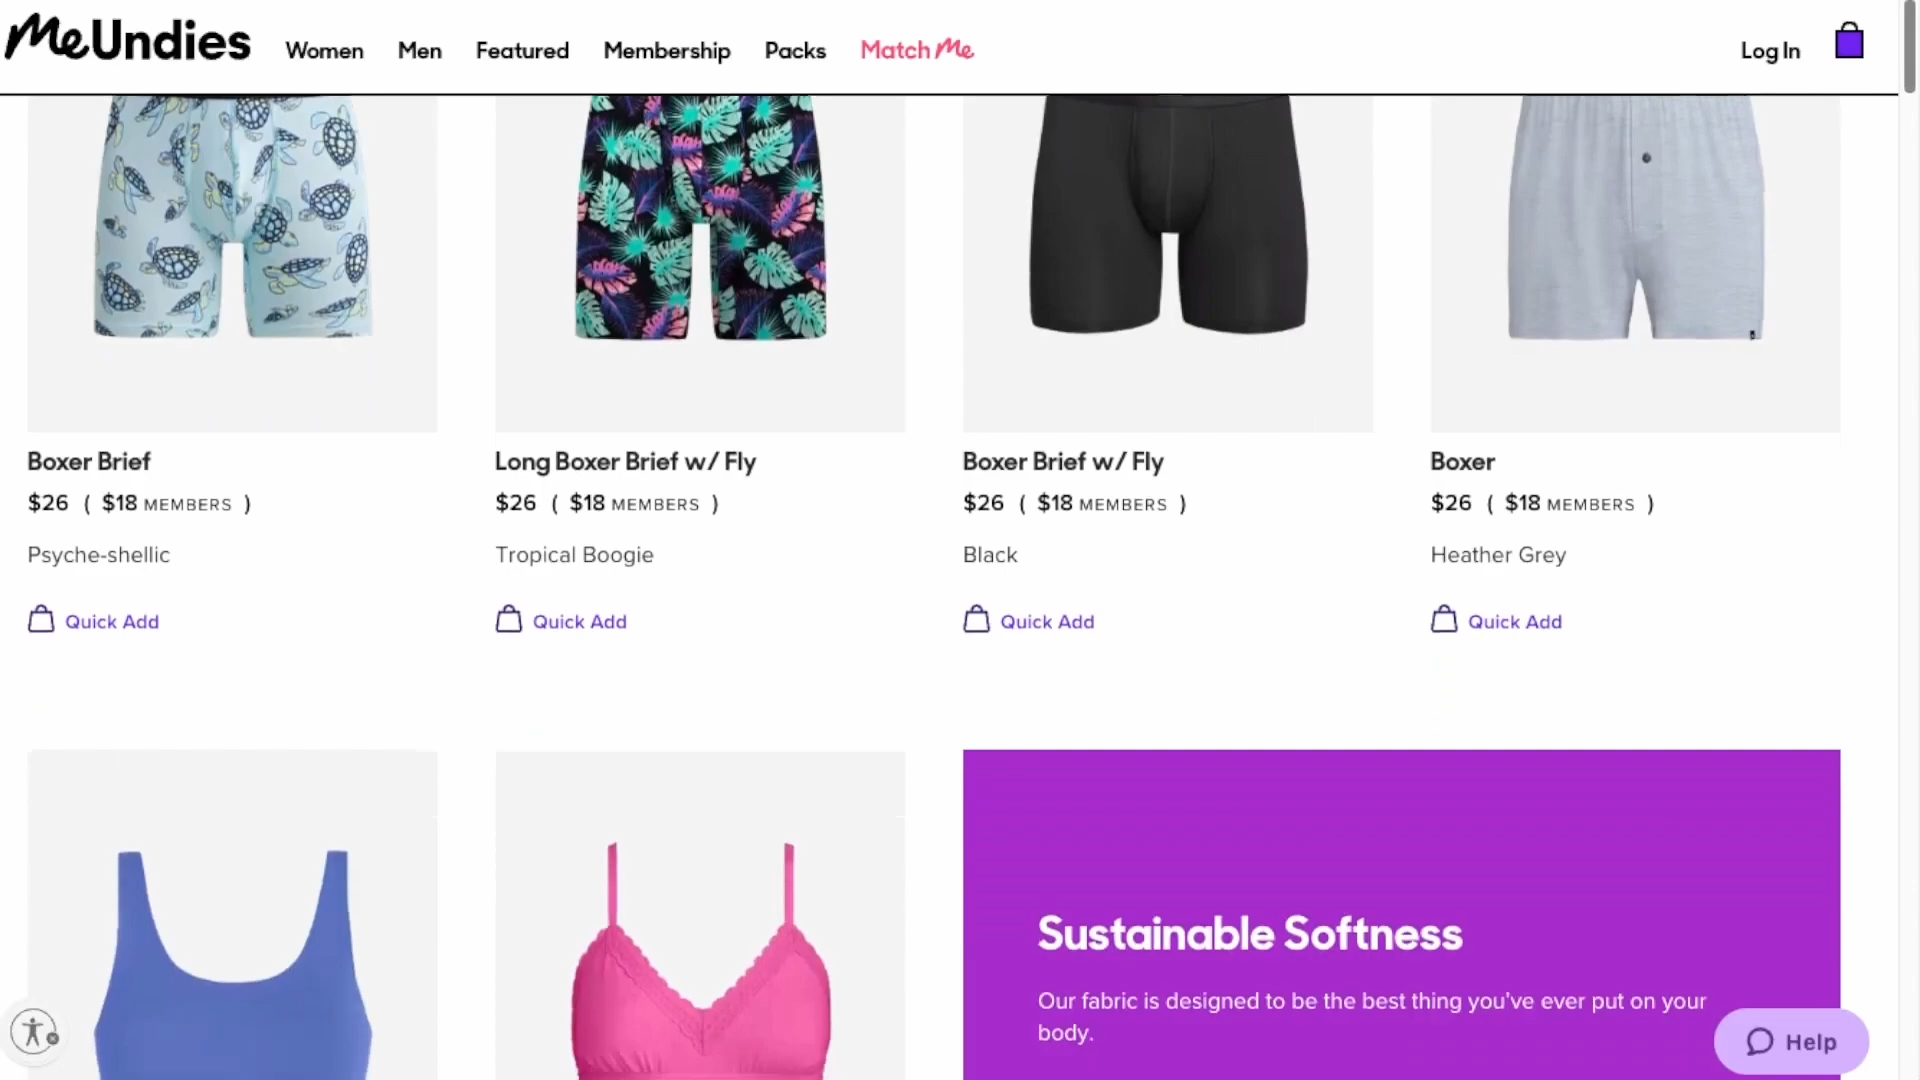 MeUndies Women Men Featured Membership Packs Match Me Log In
Boxer Brief
$26 ( $18 MEMBERS )
Psyche-shellic
Quick Add
Long Boxer Brief w/ Fly
$26 ( $18 MEMBERS )
Tropical Boogie
Quick Add
Boxer Brief w/ Fly
$26 ( $18 MEMBERS )
Black
Quick Add
Boxer
$26 ( $18 MEMBERS )
Heather Grey
Quick Add
Sustainable Softness
Our fabric is designed to be the best thing you've ever put on your
body.
Help